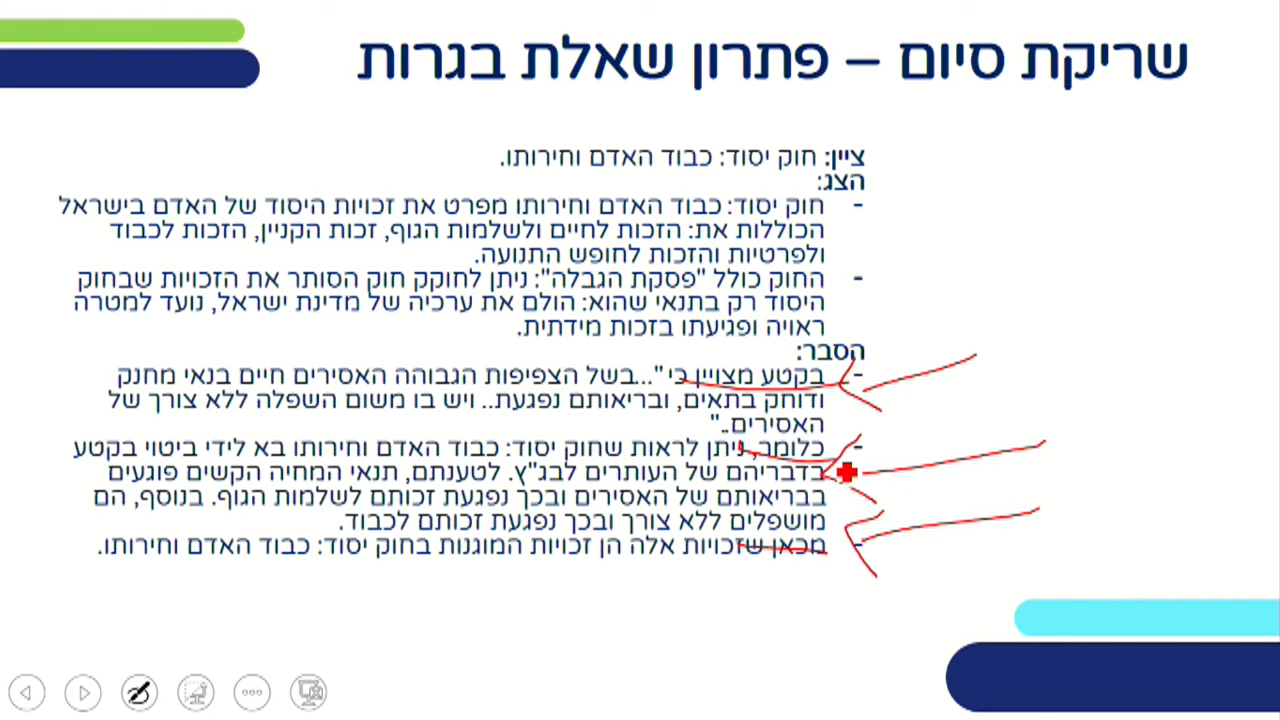 שריקת סיום – פתרון שאלת בגרות
ציין: חוק יסוד: כבוד האדם וחירותו.
הצג:
- חוק יסוד: כבוד האדם וחירותו מפרט את זכויות היסוד של האדם בישראל
הכוללות את: הזכות לחיים ולשלמות הגוף, זכות הקניין, הזכות לכבוד
ולפרטיות והזכות לחופש התנועה.
- החוק כולל "פסקת הגבלה": ניתן לחוקק חוק הסותר את הזכויות שבחוק
היסוד רק בתנאי שהוא: הולם את ערכיה של מדינת ישראל, נועד למטרה
ראויה ופגיעתו בזכות מידתית.
הסבר:
- בקטע מצויין כי "...בשל הצפיפות הגבוהה האסירים חיים בנאי מחנק
ודוחק בתאים, ובריאותם נפגעת.. ויש בו משום השפלה ללא צורך של
האסירים.."
- כלומר, ניתן לראות שחוק יסוד: כבוד האדם וחירותו בא לידי ביטוי בקטע
בדבריהם של העותרים לבג"ץ. לטענתם, תנאי המחיה הקשים פוגעים
בבריאותם של האסירים ובכך נפגעת זכותם לשלמות הגוף. בנוסף, הם
מושפלים ללא צורך ובכך נפגעת זכותם לכבוד.
- מכאן שזכויות אלה הן זכויות המוגנות בחוק יסוד: כבוד האדם וחירותו.